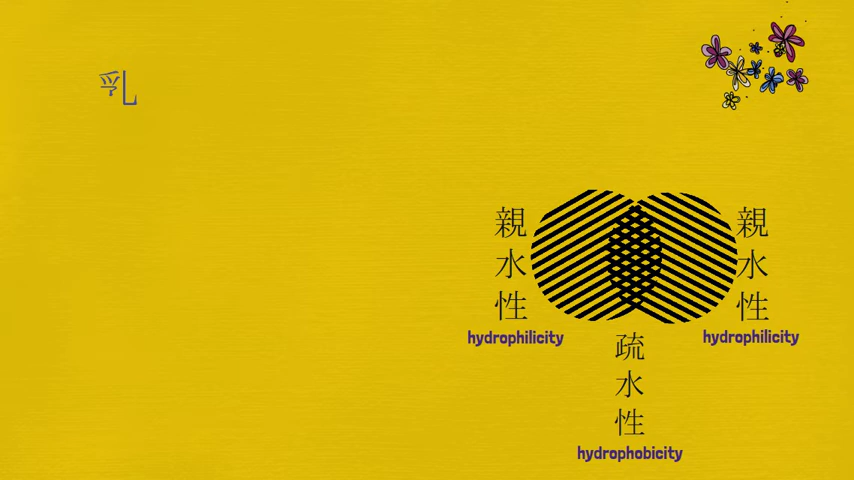 乳
親水性
hydrophilicity
疏水性
hydrophobicity
親水性
hydrophilicity